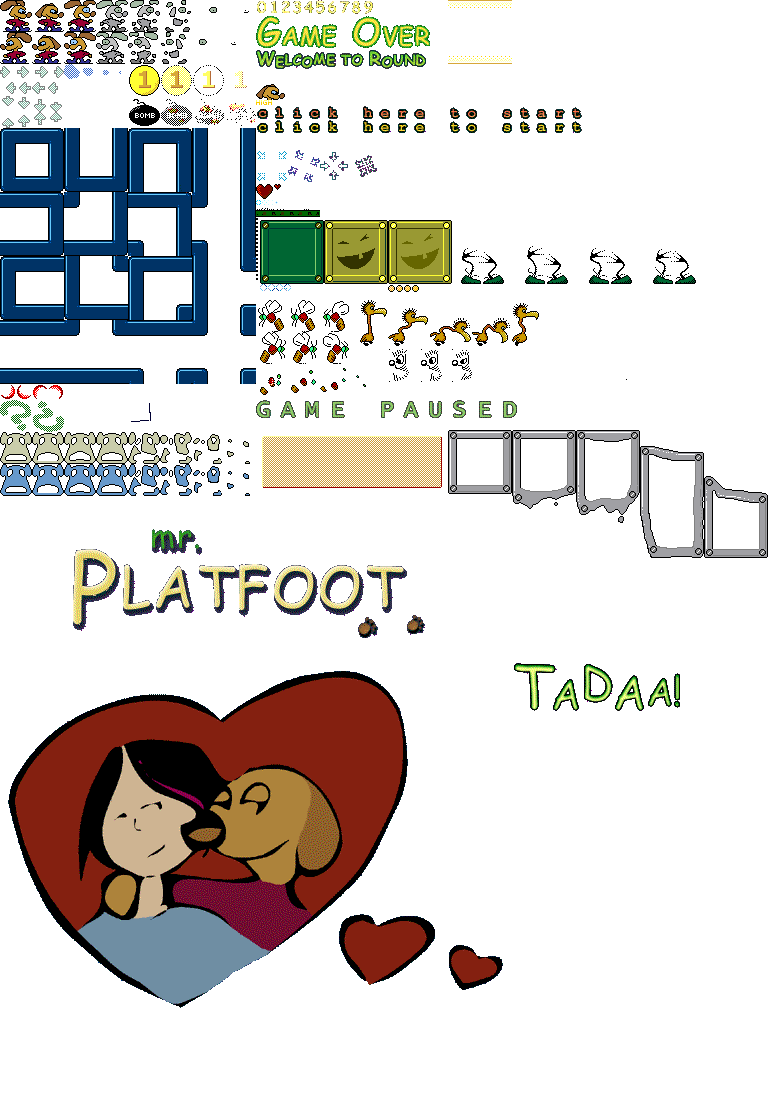 0123456789
GAME OVER
WELCOME TO ROUND
1 1 1 1
BOMB BOMB
click here to start
click here to start
GAME PAUSED
mr.
PLATFOOT
TADAA!